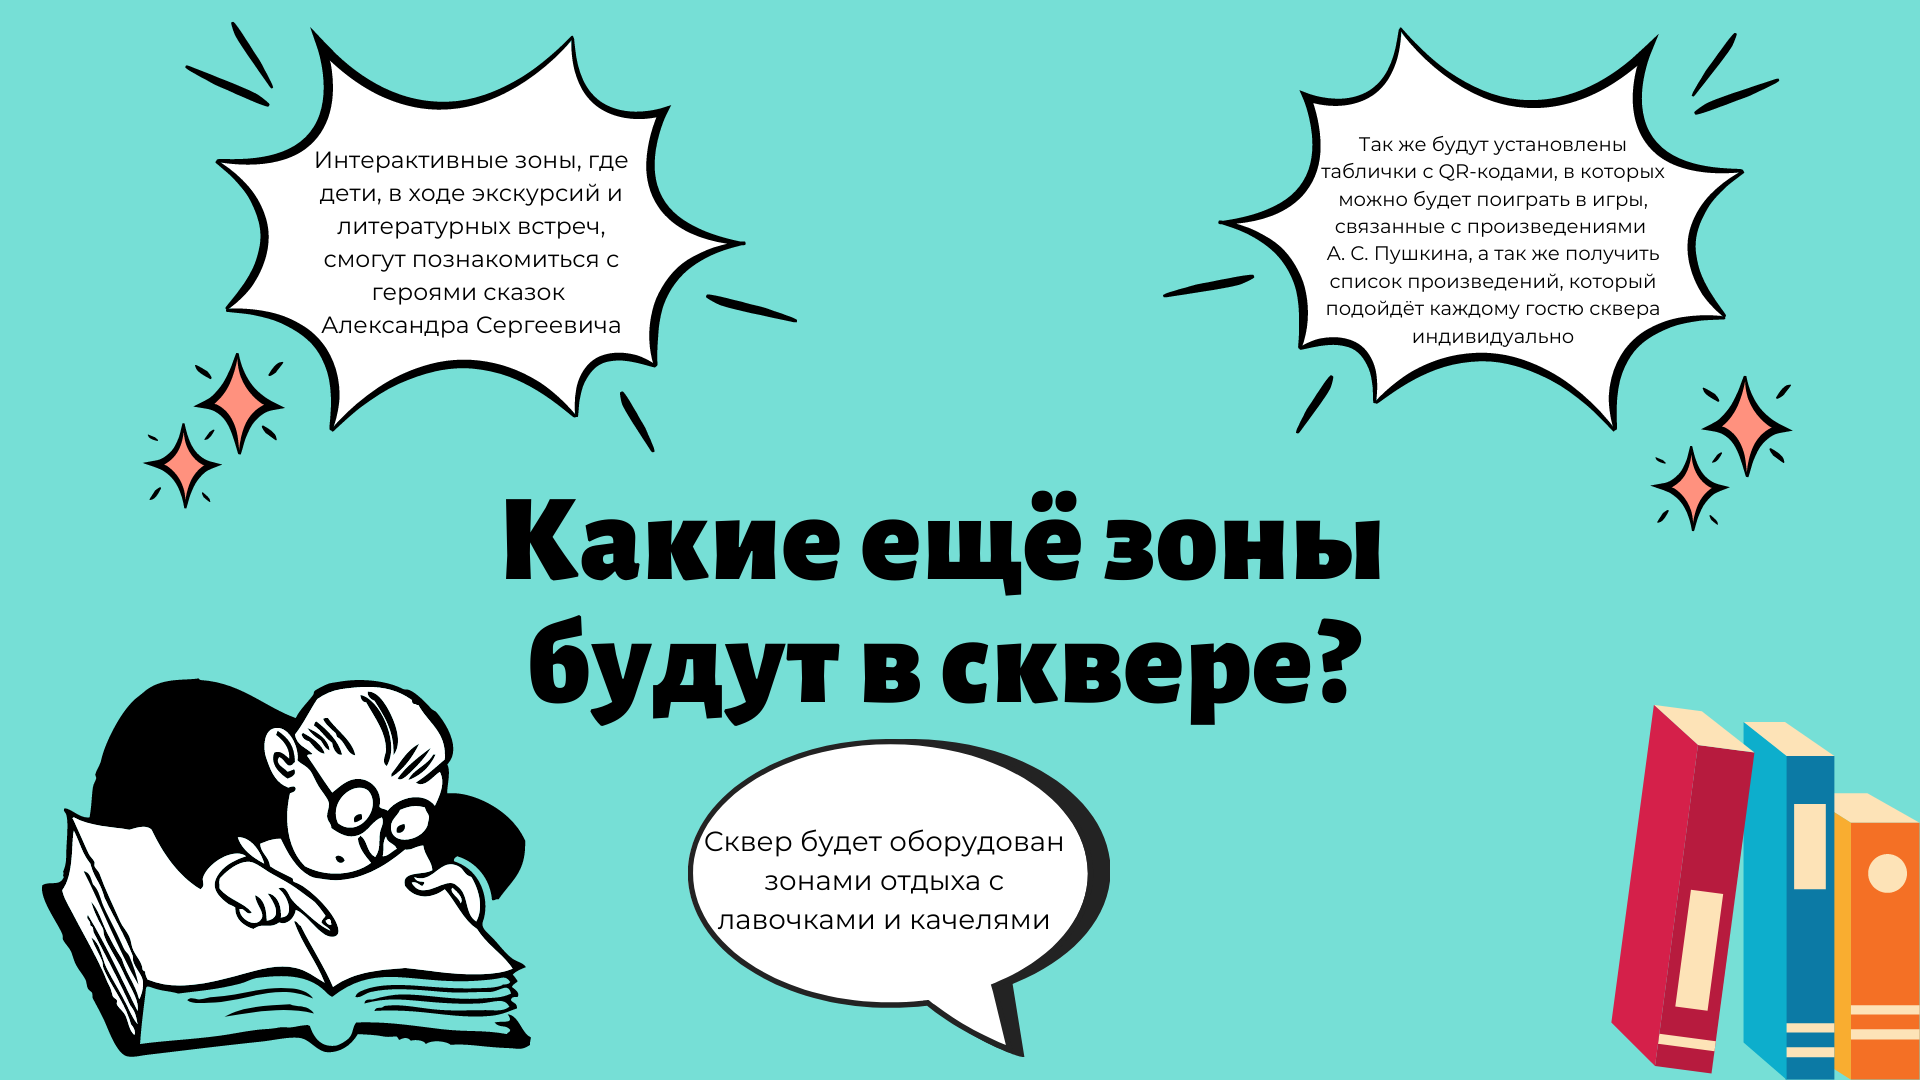 Интерактивные зоны, где
дети, в ходе экскурсий и
литературных встреч,
смогут познакомиться с
героями сказок
Александра Сергеевича
Так же будут установлены
таблички с QR-кодами, в которых
можно будет поиграть в игры,
связанные с произведениями
А. С. Пушкина, а так же получить
список произведений, который
подойдёт каждому гостю сквера
индивидуально
Какие ещё зоны
будут в сквере?
Сквер будет оборудован
зонами отдыха с
лавочками и качелями